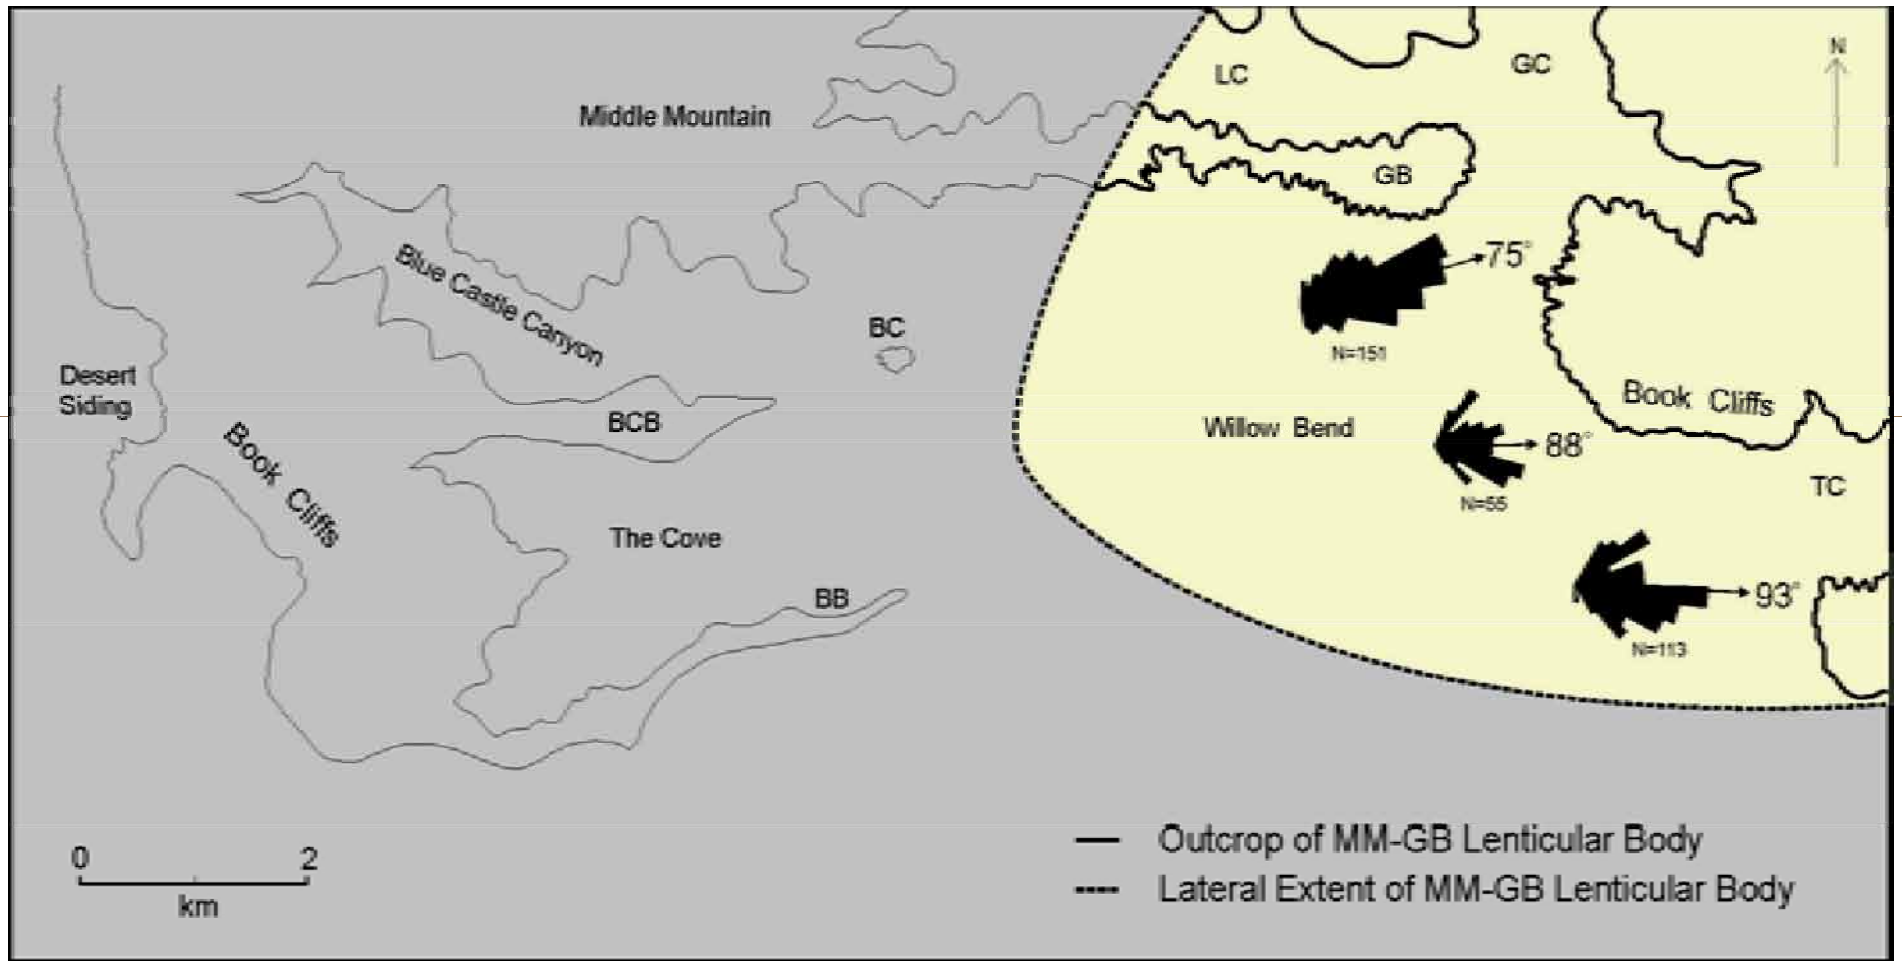 N
LC
GC
Middle Mountain
GB
75°
Blue Castle Canyon
BC
N=151
Desert
Siding
Book Cliffs
BCB
Willow Bend
88°
Book Cliffs
TC
N=55
The Cove
BB
93°
N=113
0 2
km
Outcrop of MM-GB Lenticular Body
Lateral Extent of MM-GB Lenticular Body